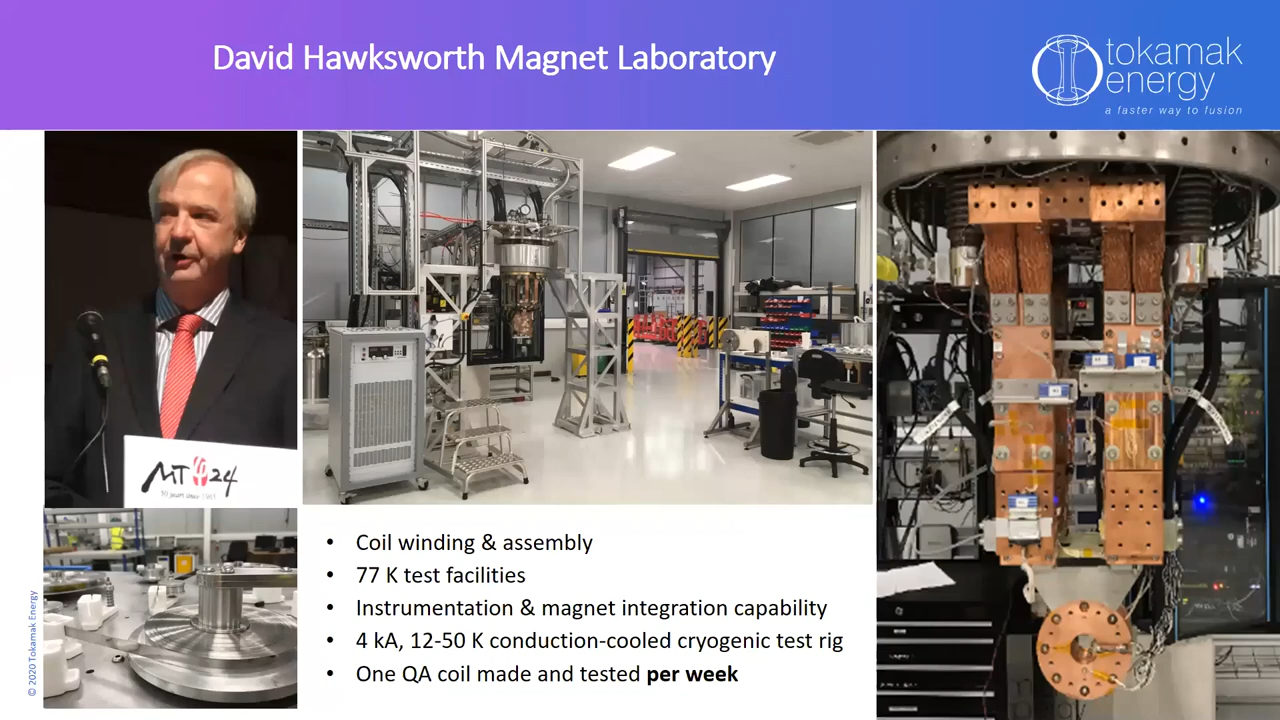 David Hawksworth Magnet Laboratory
tokamak
energy
a faster way to fusion
MT 24
• Coil winding & assembly
• 77 K test facilities
• Instrumentation & magnet integration capability
• 4 kA, 12-50 K conduction-cooled cryogenic test rig
• One QA coil made and tested per week
© 2020 Tokamak Energy